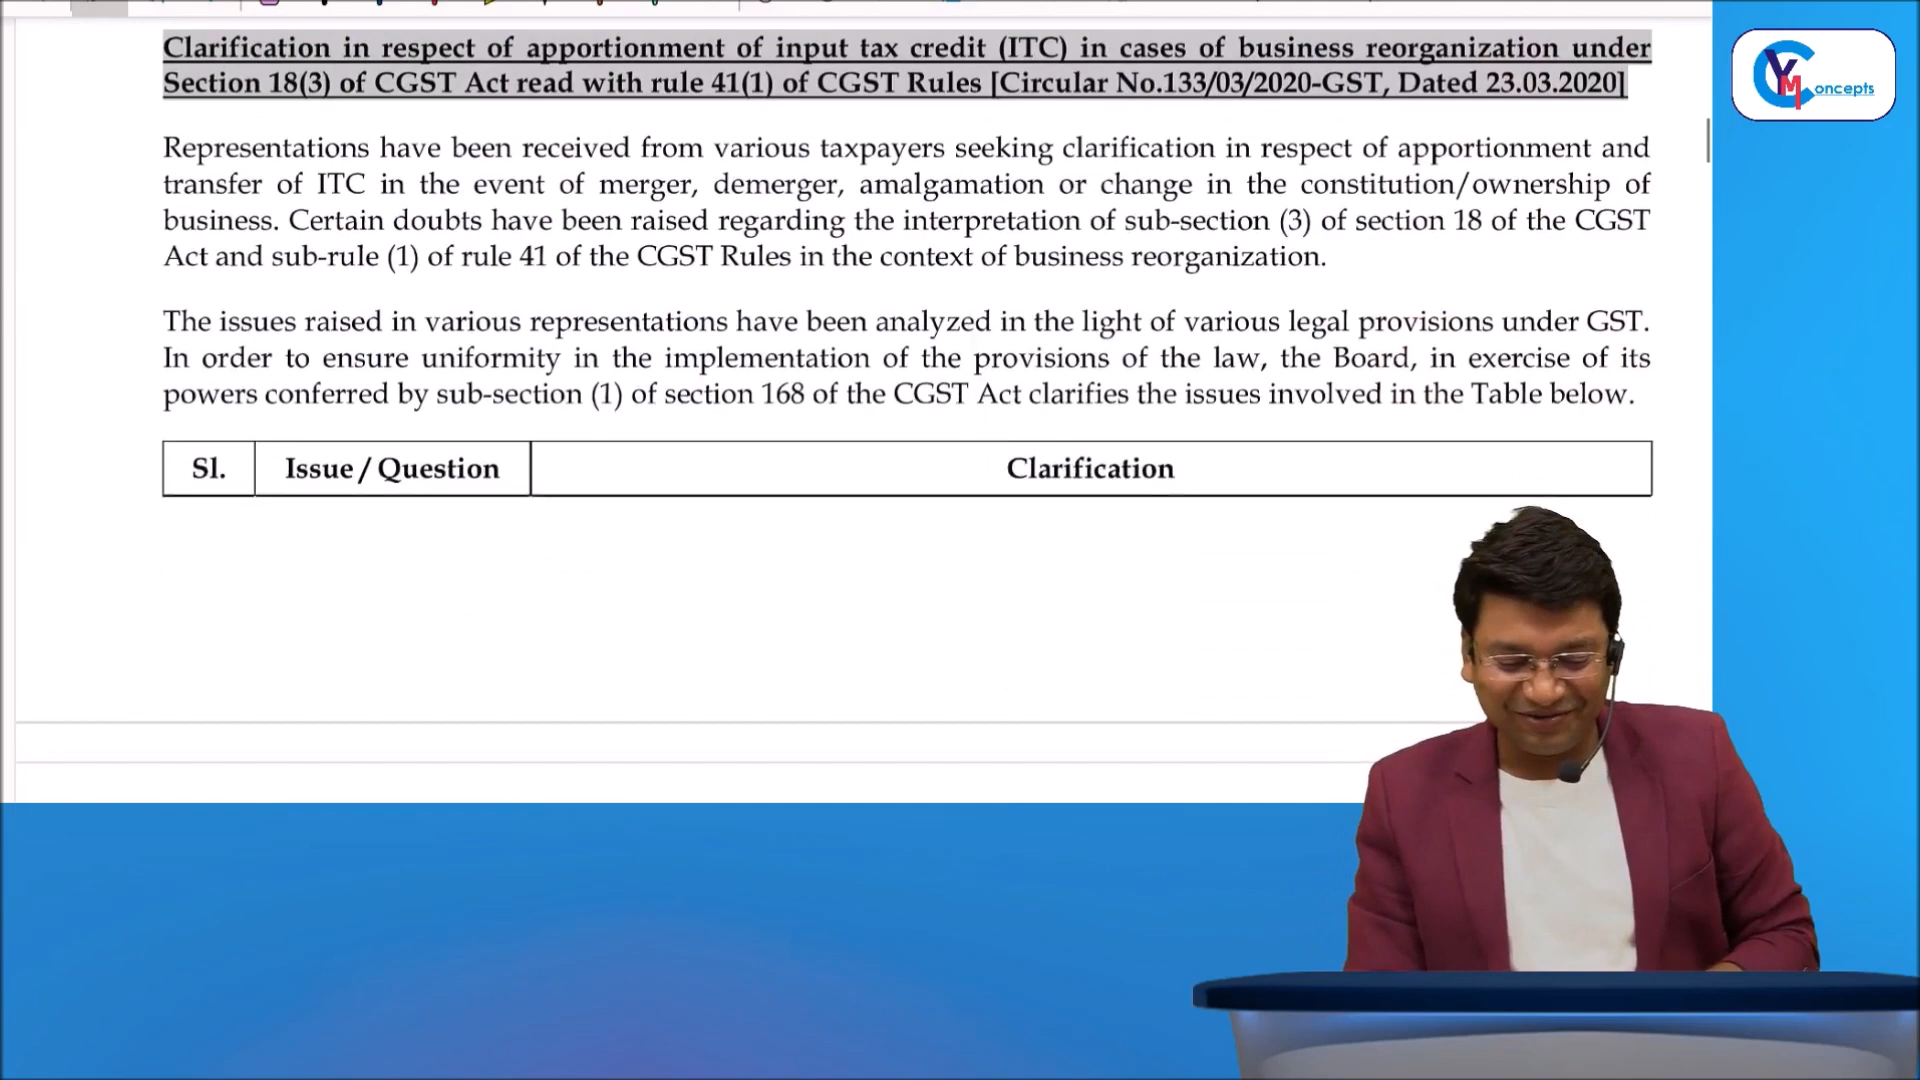 Clarification in respect of apportionment of input tax credit (ITC) in cases of business reorganization under
Section 18(3) of CGST Act read with rule 41(1) of CGST Rules [Circular No.133/03/2020-GST, Dated 23.03.2020]
YM Concepts
Representations have been received from various taxpayers seeking clarification in respect of apportionment and
transfer of ITC in the event of merger, demerger, amalgamation or change in the constitution/ownership of
business. Certain doubts have been raised regarding the interpretation of sub-section (3) of section 18 of the CGST
Act and sub-rule (1) of rule 41 of the CGST Rules in the context of business reorganization.
The issues raised in various representations have been analyzed in the light of various legal provisions under GST.
In order to ensure uniformity in the implementation of the provisions of the law, the Board, in exercise of its
powers conferred by sub-section (1) of section 168 of the CGST Act clarifies the issues involved in the Table below.
Sl. Issue / Question Clarification